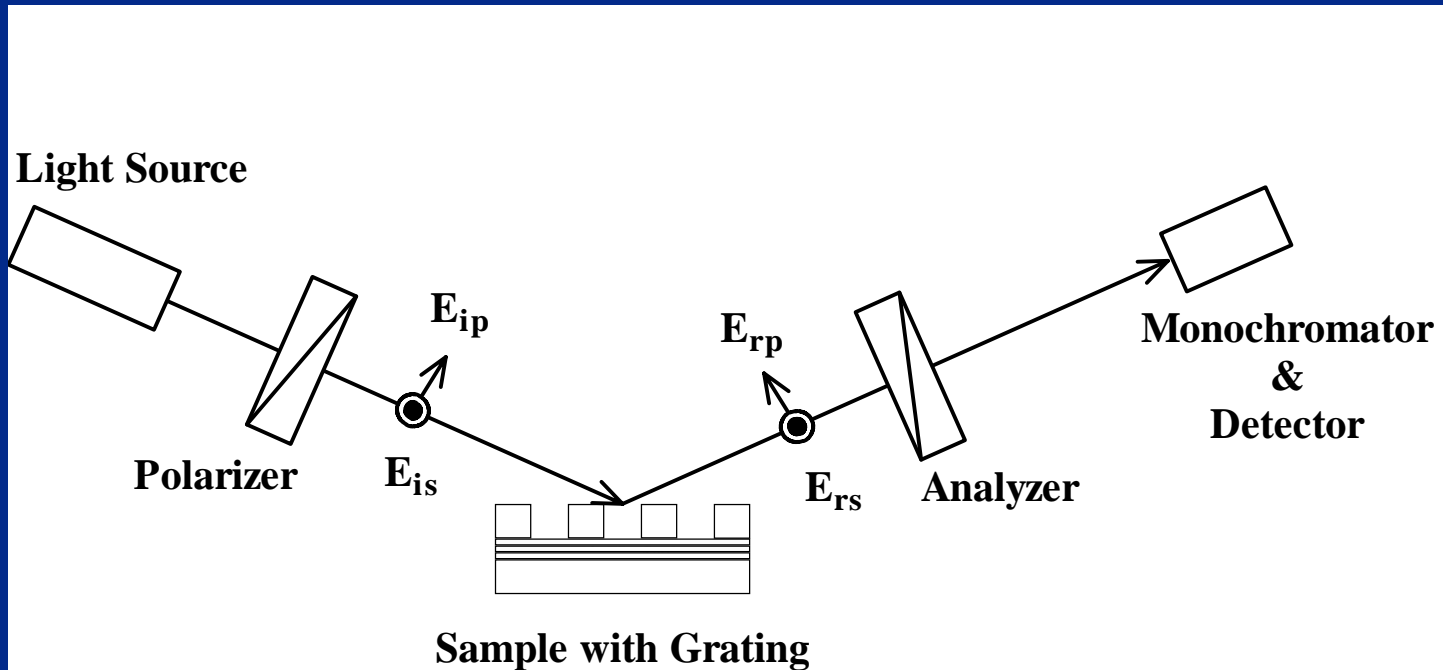 Light Source
E_ip
E_rp
Monochromator
&
Detector
Polarizer
E_is
E_rs
Analyzer
Sample with Grating